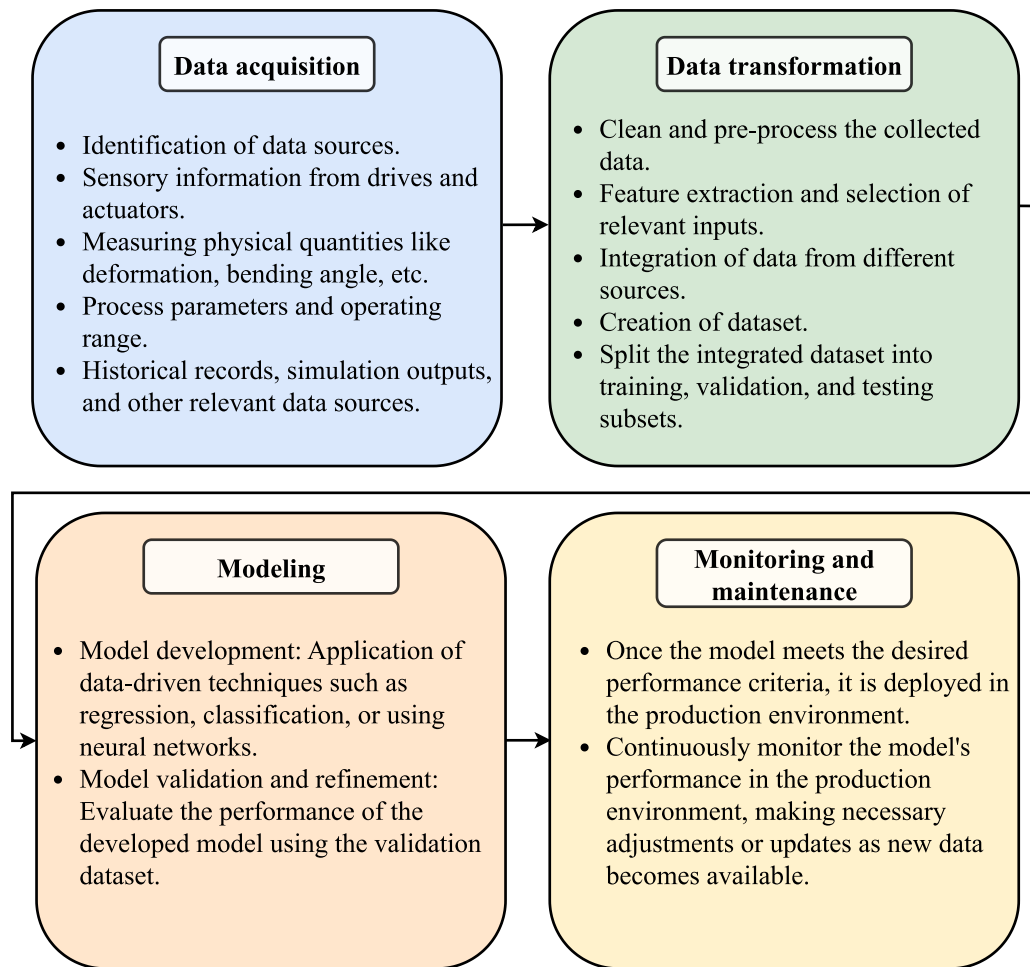 Data acquisition
• Identification of data sources.
• Sensory information from drives and
actuators.
• Measuring physical quantities like
deformation, bending angle, etc.
• Process parameters and operating
range.
• Historical records, simulation outputs,
and other relevant data sources.
Data transformation
• Clean and pre-process the collected
data.
• Feature extraction and selection of
relevant inputs.
• Integration of data from different
sources.
• Creation of dataset.
• Split the integrated dataset into
training, validation, and testing
subsets.
Modeling
• Model development: Application of
data-driven techniques such as
regression, classification, or using
neural networks.
• Model validation and refinement:
Evaluate the performance of the
developed model using the validation
dataset.
Monitoring and
maintenance
• Once the model meets the desired
performance criteria, it is deployed in
the production environment.
• Continuously monitor the model's
performance in the production
environment, making necessary
adjustments or updates as new data
becomes available.